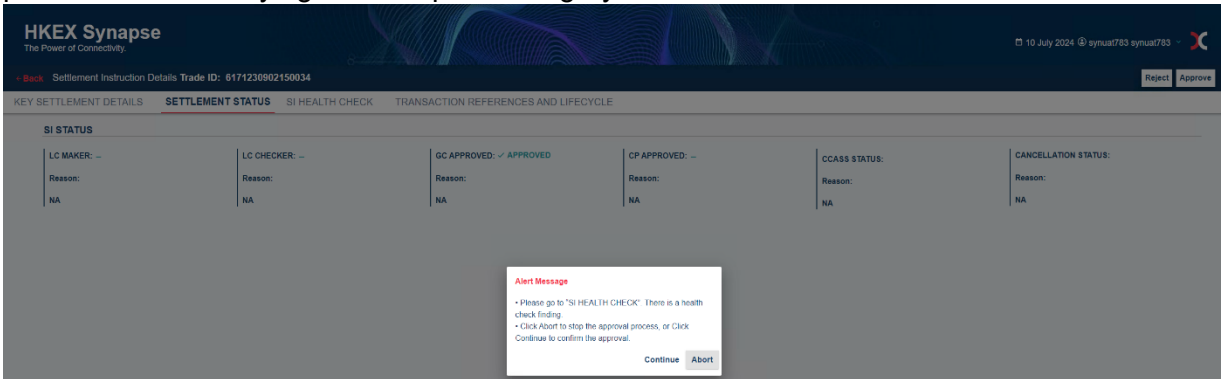 HKEX Synapse
The Power of Connectivity.
10 July 2024 synuat783 synuat783
Back Settlement Instruction Details Trade ID: 6171230902150034
Reject Approve
KEY SETTLEMENT DETAILS SETTLEMENT STATUS SI HEALTH CHECK TRANSACTION REFERENCES AND LIFECYCLE
SI STATUS
LC MAKER: – LC CHECKER: – GC APPROVED: ✓ APPROVED CP APPROVED: – CCASS STATUS: CANCELLATION STATUS:
Reason: Reason: Reason: Reason: Reason: Reason:
NA NA NA NA NA NA
Alert Message
• Please go to "SI HEALTH CHECK". There is a health
check finding.
• Click Abort to stop the approval process, or Click
Continue to confirm the approval.
Continue Abort